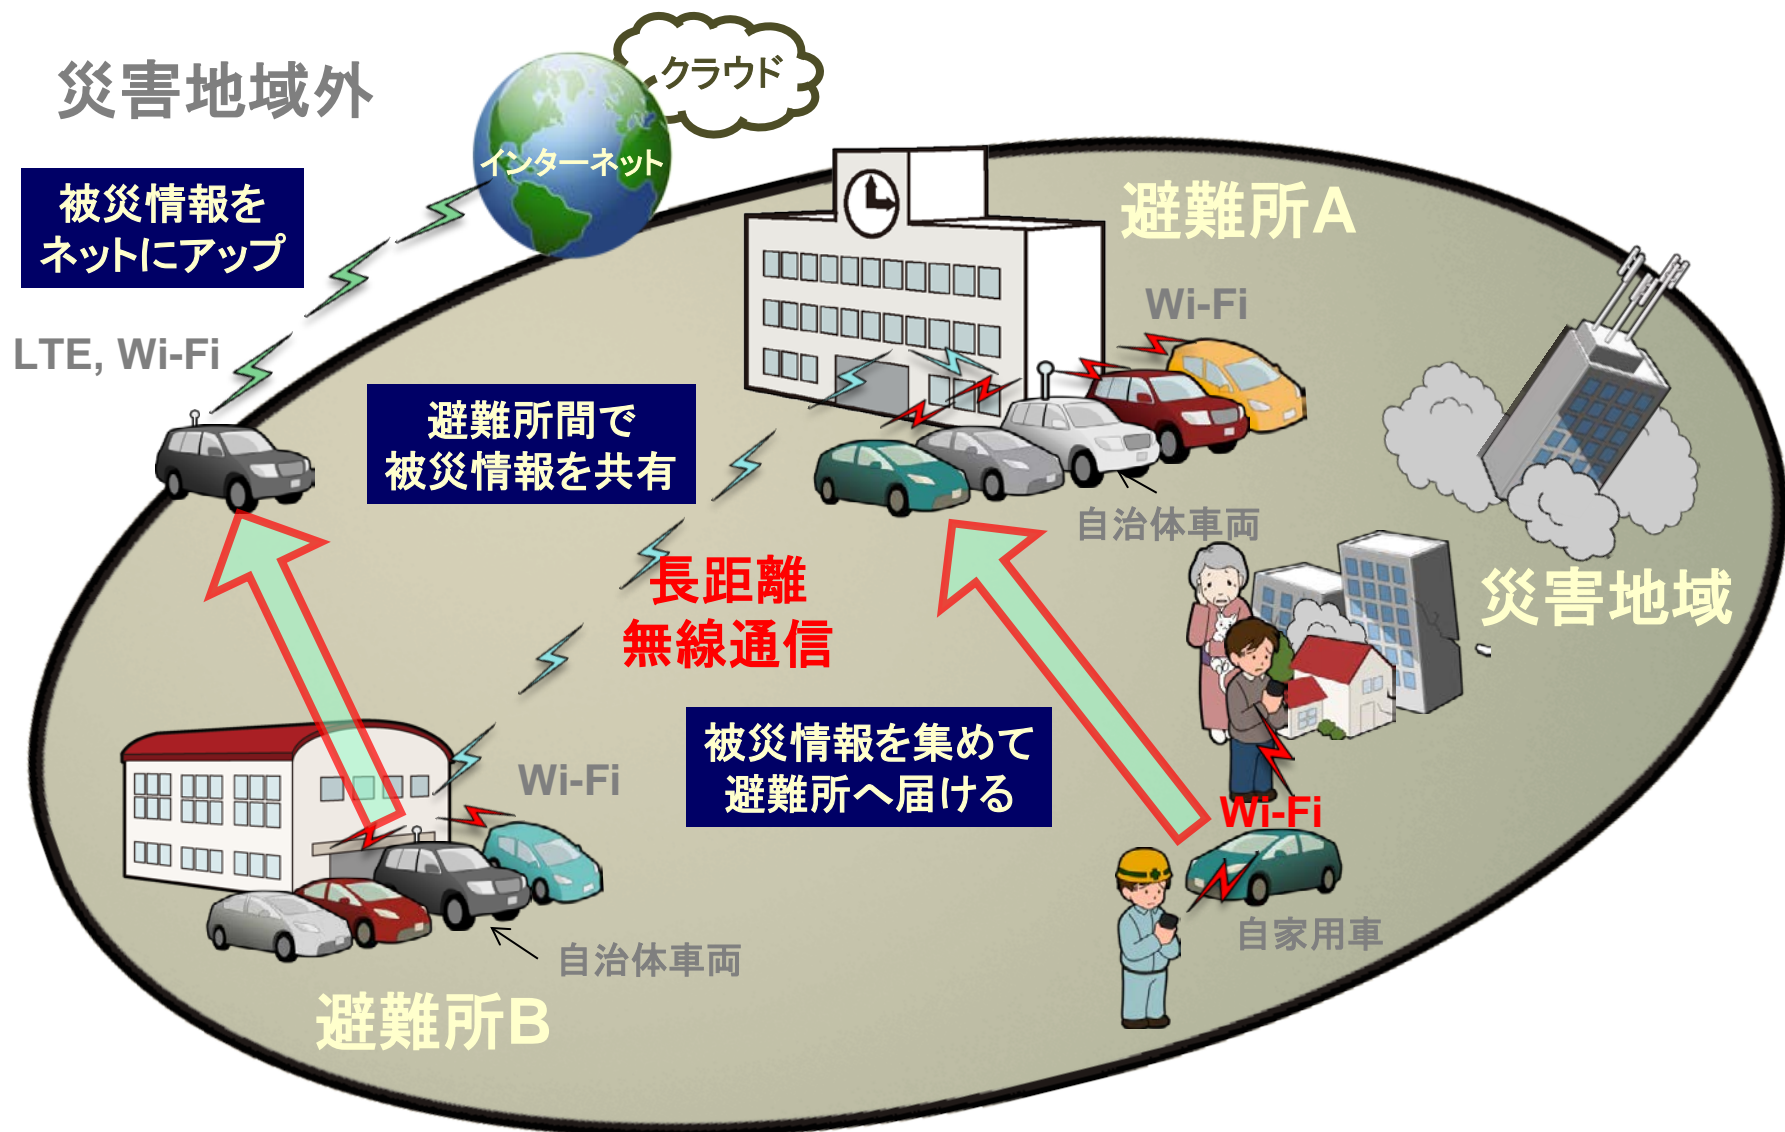 災害地域外
クラウド
インターネット
被災情報を
ネットにアップ
LTE, Wi-Fi
避難所A
Wi-Fi
避難所間で
被災情報を共有
自治体車両
長距離
無線通信
災害地域
被災情報を集めて
避難所へ届ける
Wi-Fi
Wi-Fi
自家用車
自治体車両
避難所B